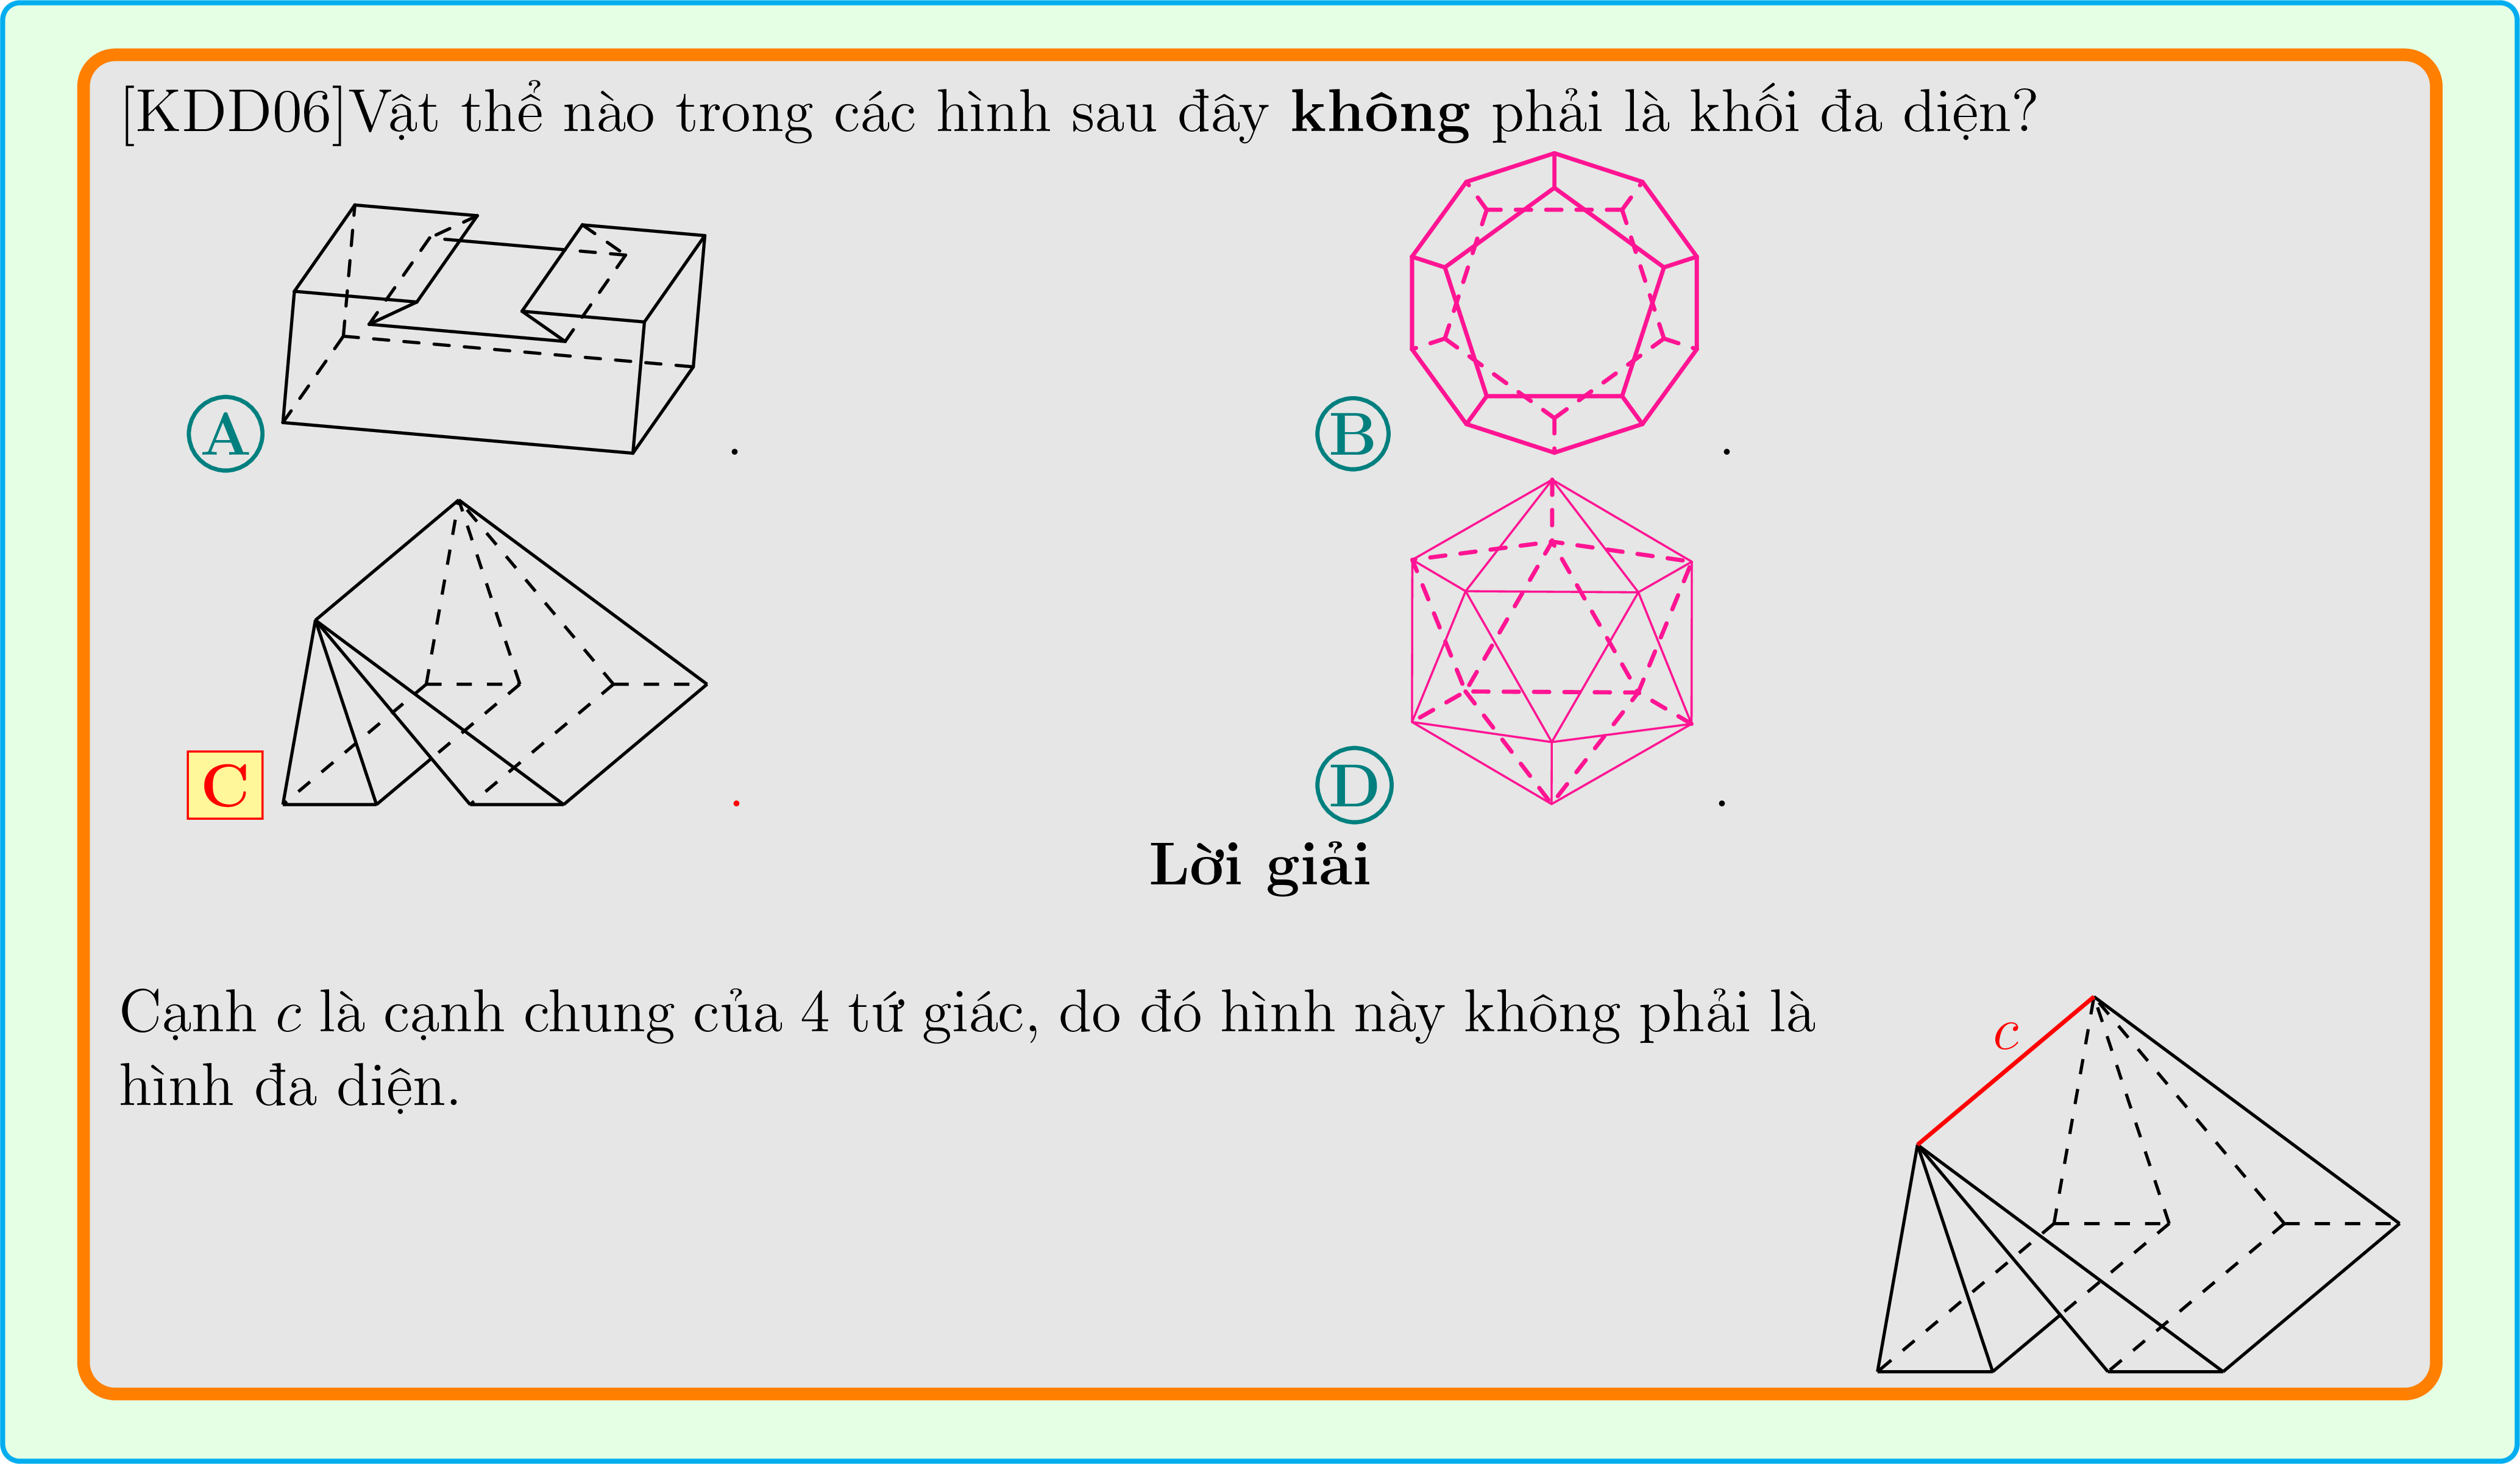 [KDD06]Vật thể nào trong các hình sau đây không phải là khối đa diện?
A .
B .
C .
D .
Lời giải
Cạnh c là cạnh chung của 4 tứ giác, do đó hình này không phải là
hình đa diện.
c